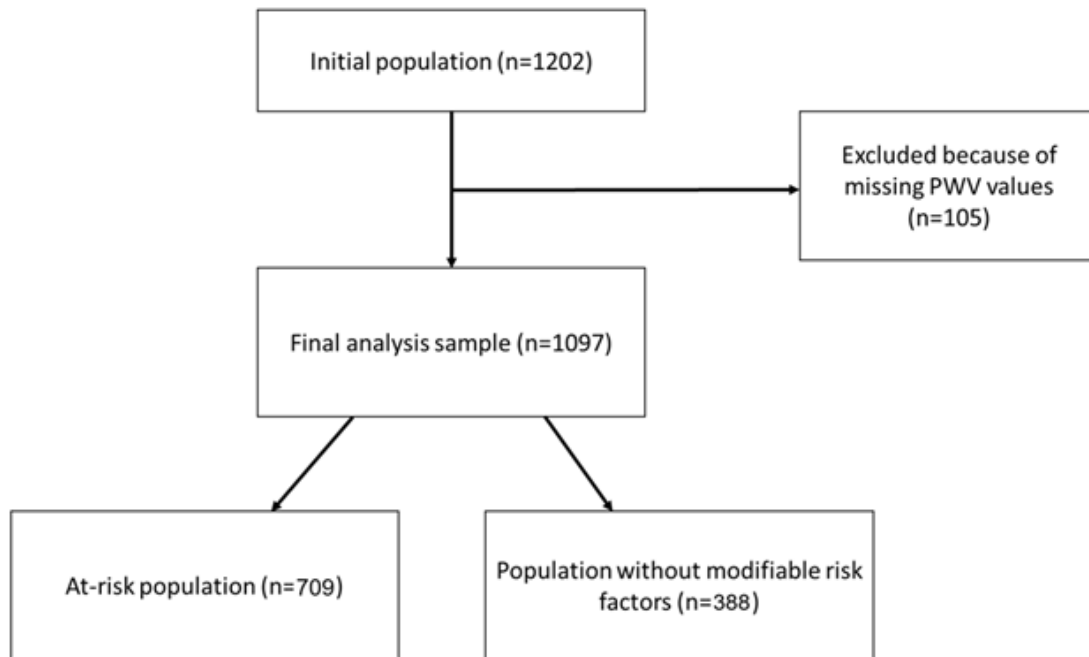 Initial population (n=1202)
Excluded because of
missing PWV values
(n=105)
Final analysis sample (n=1097)
At-risk population (n=709)
Population without modifiable risk
factors (n=388)